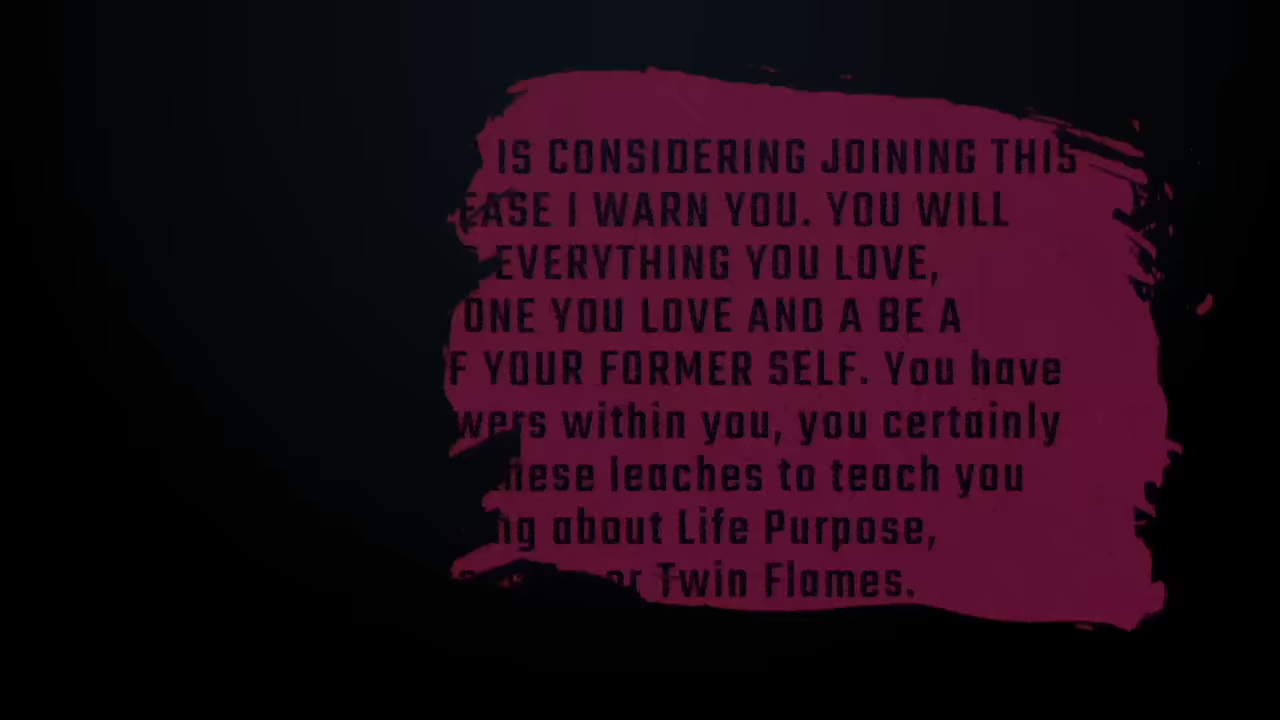 IS CONSIDERING JOINING THIS
EASE I WARN YOU. YOU WILL
EVERYTHING YOU LOVE,
ONE YOU LOVE AND A BE A
F YOUR FORMER SELF. You have
wers within you, you certainly
hese leaches to teach you
ng about Life Purpose,
or Twin Flames.